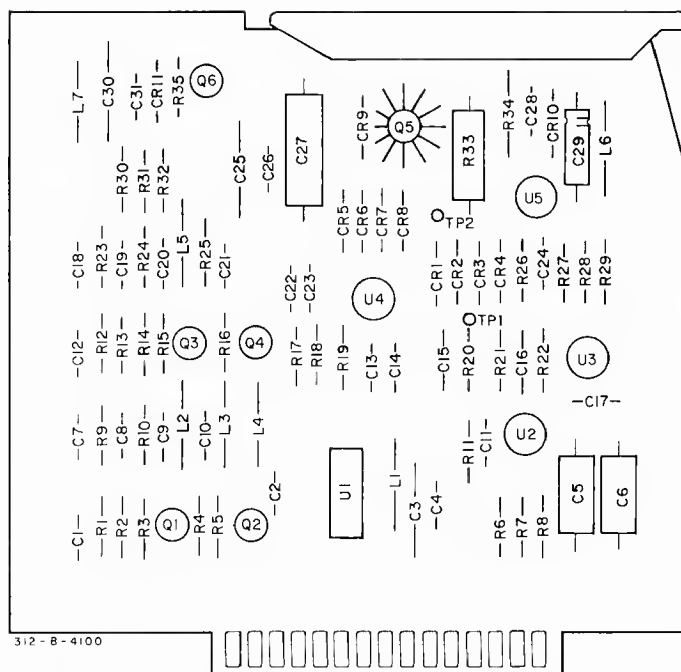 L7 C30 C31 CR11 R35 Q6
C25 C26 C27 CR9 Q5 R33 R34 C28 CR10 C29 L6
R30 R31 R32 U5
CR5 CR6 CR7 CR8 TP2
C18 R23 C19 R24 C20 L5 R25 C21 C22 C23 U4 CR1 CR2 CR3 CR4 R26 C24 R27 R28 R29
TP1
C12 R12 R13 R14 R15 Q3 R16 Q4 R17 R18 R19 C13 C14 C15 R20 R21 C16 R22 U3
C17
C7 R9 C8 R10 C9 L2 C10 L3 L4 R11 C11 U2
C2 U1 L1 C3 C4 C5 C6
C1 R1 R2 R3 Q1 R4 R5 Q2 R6 R7 R8
312-B-4100